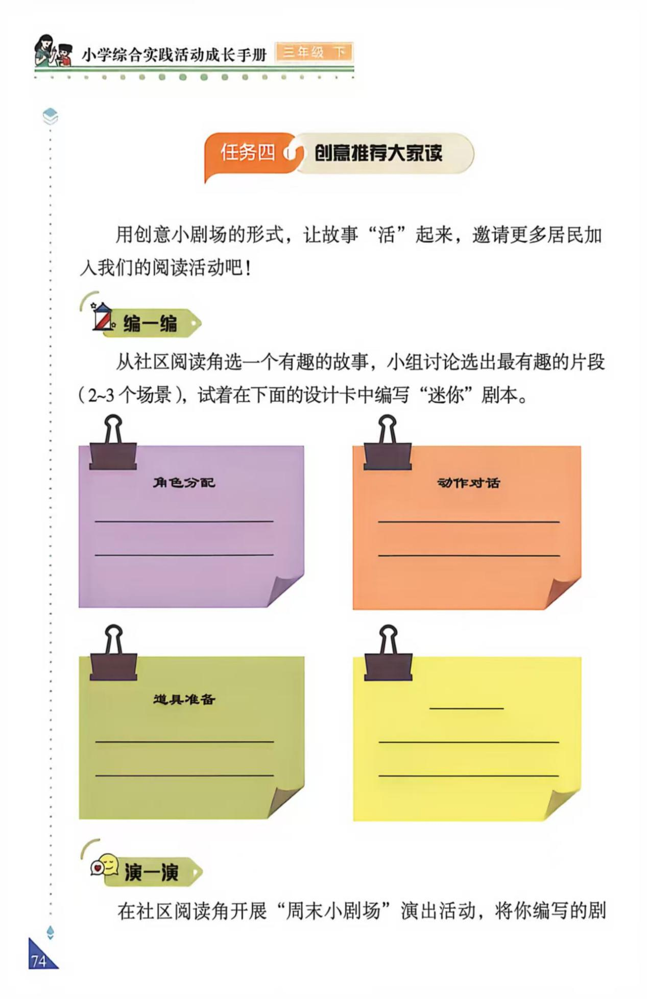 小学综合实践活动成长手册 三年级 下
任务四 创意推荐大家读
用创意小剧场的形式，让故事“活”起来，邀请更多居民加
入我们的阅读活动吧！
编一编
从社区阅读角选一个有趣的故事，小组讨论选出最有趣的片段
（2~3个场景），试着在下面的设计卡中编写“迷你”剧本。
角色分配
动作对话
道具准备
演一演
在社区阅读角开展“周末小剧场”演出活动，将你编写的剧
74